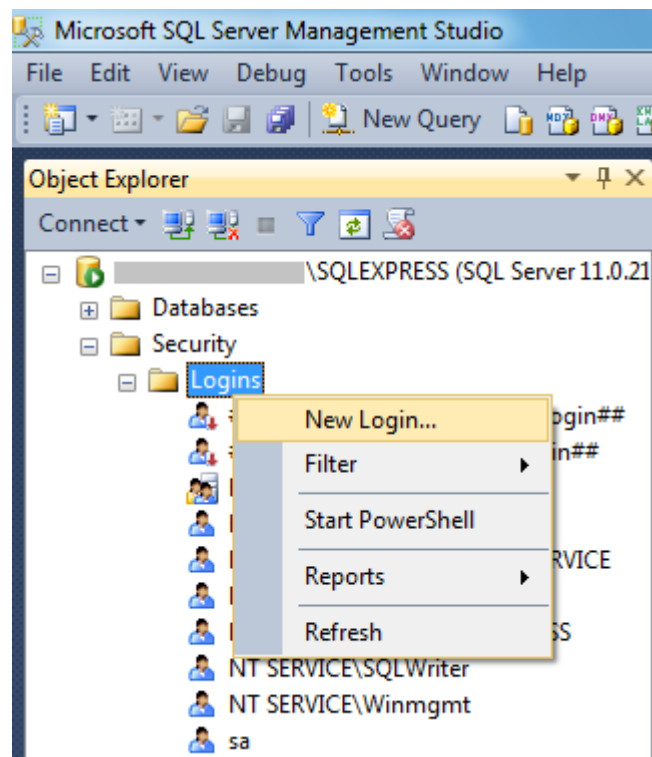 Microsoft SQL Server Management Studio
File Edit View Debug Tools Window Help
New Query
Object Explorer
Connect
\SQLEXPRESS (SQL Server 11.0.21
Databases
Security
Logins
New Login...
ogin##
Filter
in##
Start PowerShell
RVICE
Reports
Refresh
SS
NT SERVICE\SQLWriter
NT SERVICE\Winmgmt
sa